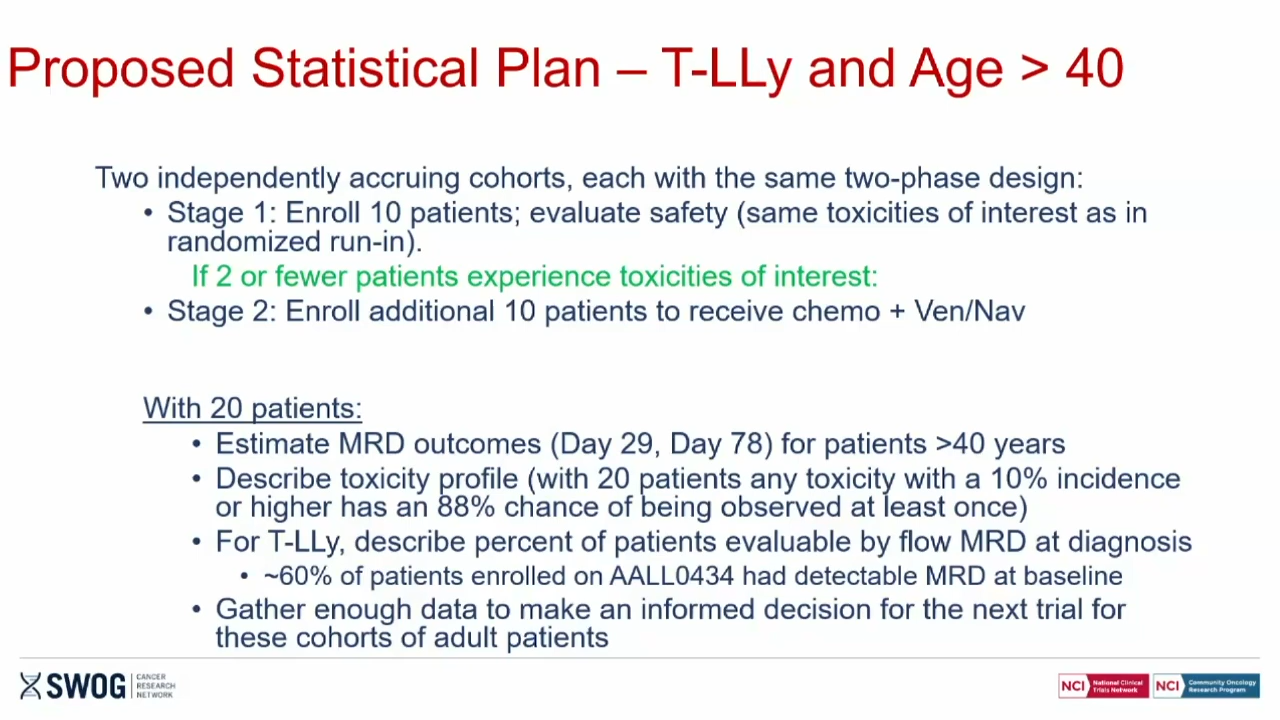 Proposed Statistical Plan – T-LLy and Age > 40
Two independently accruing cohorts, each with the same two-phase design:
• Stage 1: Enroll 10 patients; evaluate safety (same toxicities of interest as in
randomized run-in).
If 2 or fewer patients experience toxicities of interest:
• Stage 2: Enroll additional 10 patients to receive chemo + Ven/Nav
With 20 patients:
• Estimate MRD outcomes (Day 29, Day 78) for patients >40 years
• Describe toxicity profile (with 20 patients any toxicity with a 10% incidence
or higher has an 88% chance of being observed at least once)
• For T-LLy, describe percent of patients evaluable by flow MRD at diagnosis
• ~60% of patients enrolled on AALL0434 had detectable MRD at baseline
• Gather enough data to make an informed decision for the next trial for
these cohorts of adult patients
SWOG
CANCER
RESEARCH
NETWORK
NCI National Clinical
Trials Network
NCI Community Oncology
Research Program